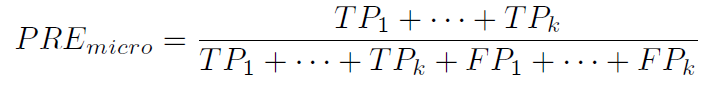 PRE_{micro} = \frac{TP_1 + \cdots + TP_k}{TP_1 + \cdots + TP_k + FP_1 + \cdots + FP_k}